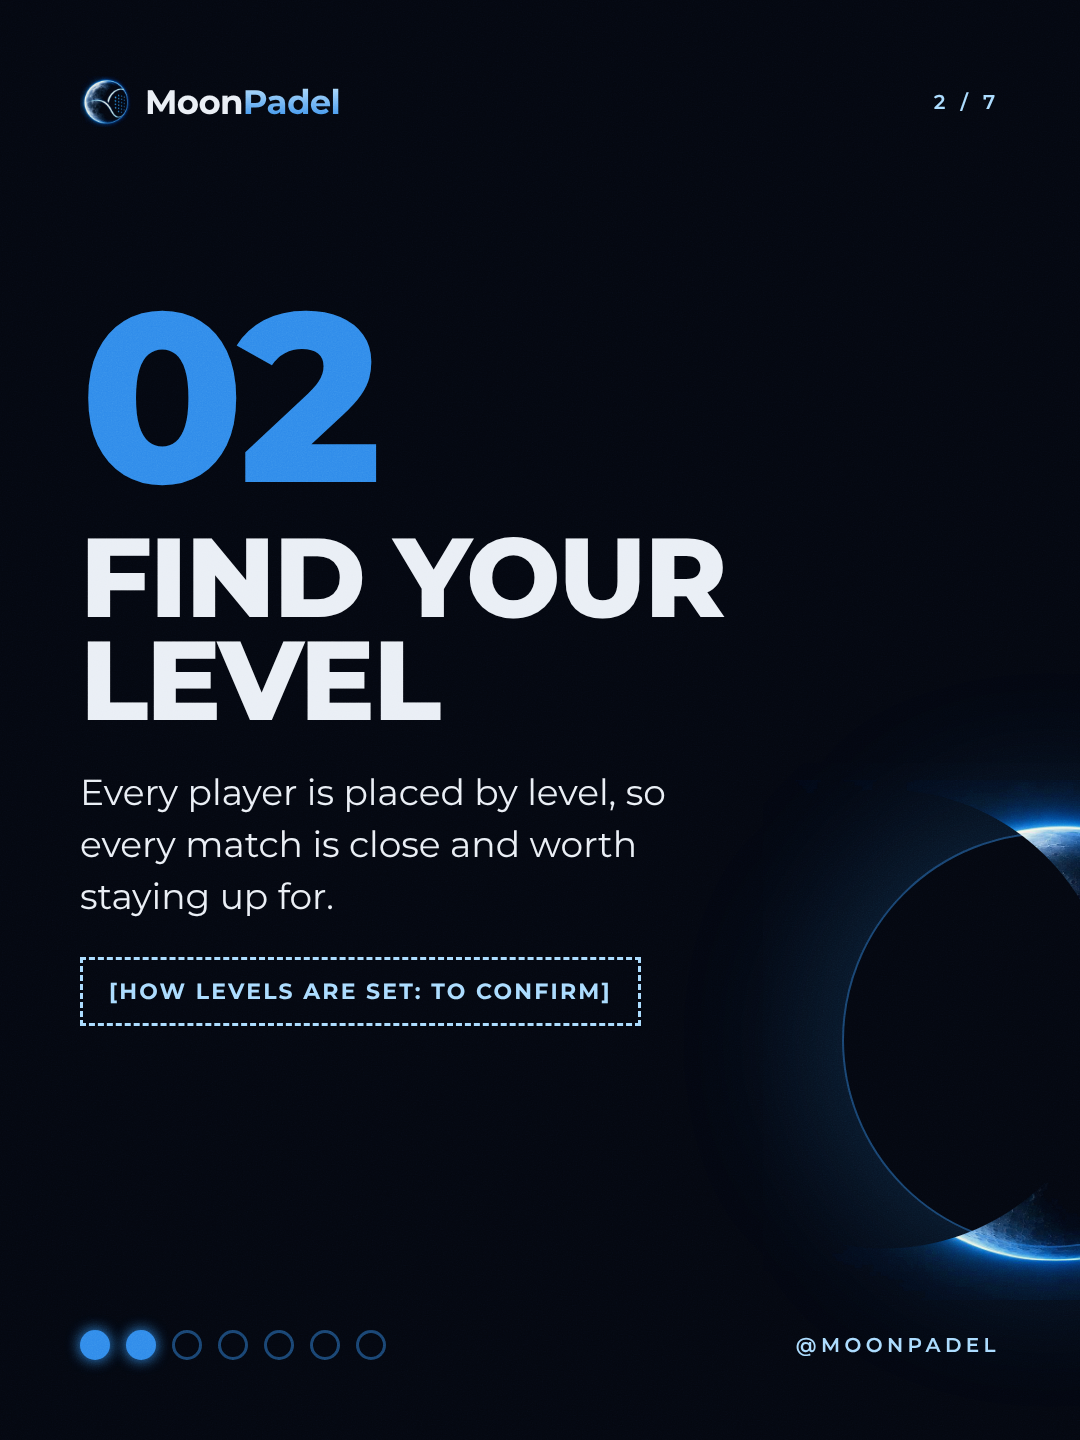 MoonPadel
2 / 7
02
FIND YOUR
LEVEL
Every player is placed by level, so
every match is close and worth
staying up for.
[HOW LEVELS ARE SET: TO CONFIRM]
@MOONPADEL